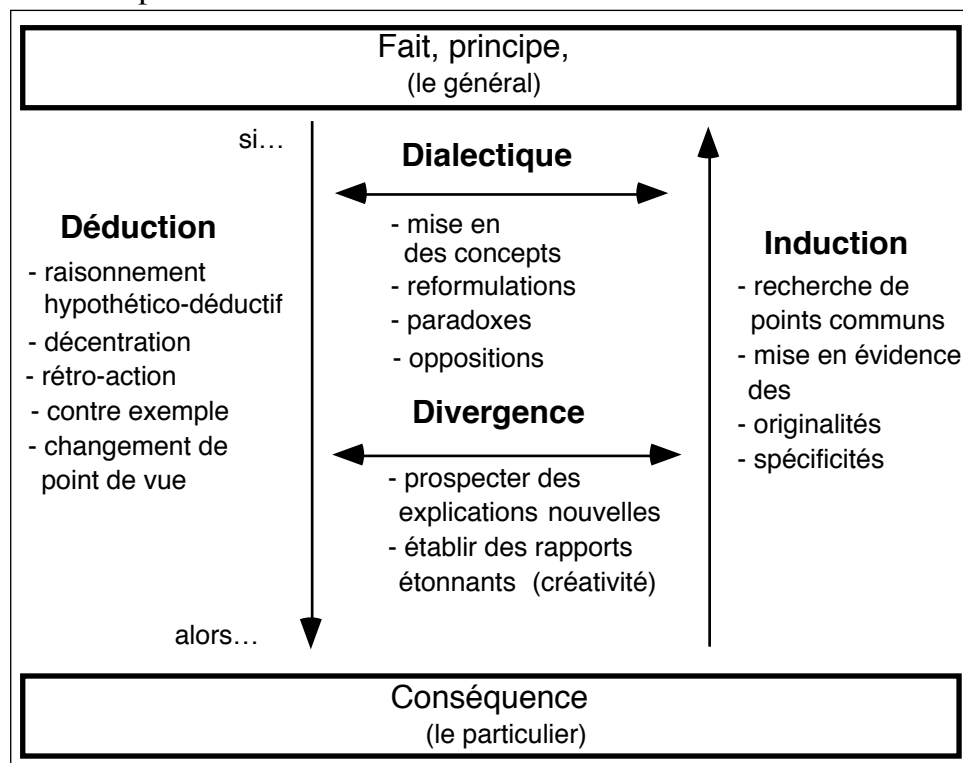 Fait, principe,
(le général)
si…
Déduction
- raisonnement
hypothético-déductif
- décentration
- rétro-action
- contre exemple
- changement de
point de vue
alors…
Dialectique
- mise en
des concepts
- reformulations
- paradoxes
- oppositions
Divergence
- prospecter des
explications nouvelles
- établir des rapports
étonnants (créativité)
Induction
- recherche de
points communs
- mise en évidence
des
- originalités
- spécificités
Conséquence
(le particulier)